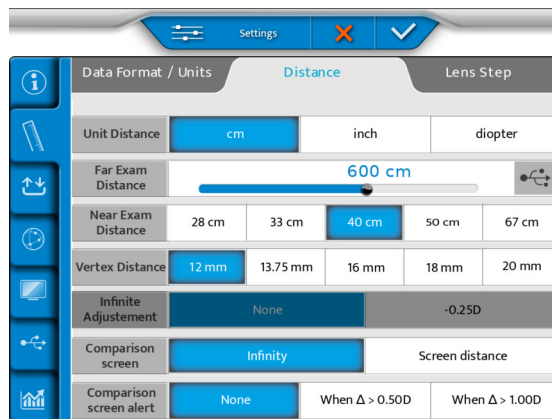 Settings
Data Format / Units Distance Lens Step
Unit Distance cm inch diopter
Far Exam Distance 600 cm
Near Exam Distance 28 cm 33 cm 40 cm 50 cm 67 cm
Vertex Distance 12 mm 13.75 mm 16 mm 18 mm 20 mm
Infinite Adjustement None -0.25D
Comparison screen Infinity Screen distance
Comparison screen alert None When Δ > 0.50D When Δ > 1.00D